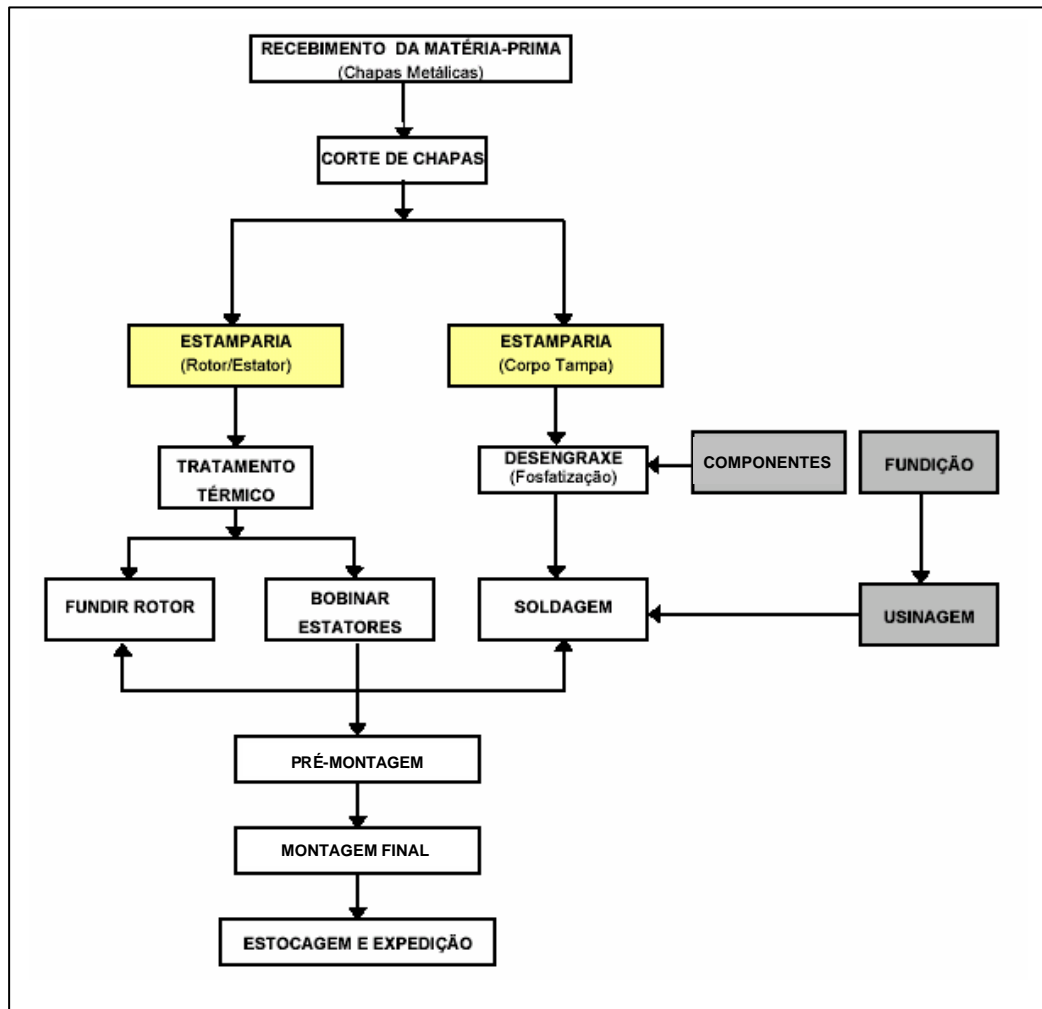 RECEBIMENTO DA MATÉRIA-PRIMA
(Chapas Metálicas)
CORTE DE CHAPAS
ESTAMPARIA
(Rotor/Estator)
ESTAMPARIA
(Corpo Tampa)
TRATAMENTO
TÉRMICO
DESENGRAXE
(Fosfatização)
COMPONENTES
FUNDIÇÃO
FUNDIR ROTOR
BOBINAR
ESTATORES
SOLDAGEM
USINAGEM
PRÉ-MONTAGEM
MONTAGEM FINAL
ESTOCAGEM E EXPEDIÇÃO